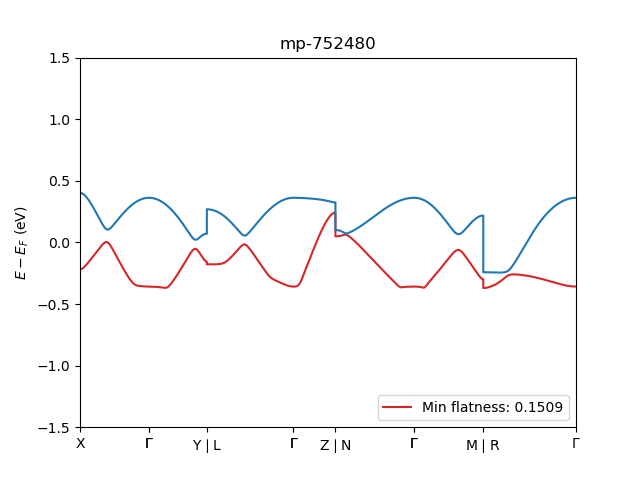 mp-752480
E − E_F (eV)
1.5
1.0
0.5
0.0
−0.5
−1.0
−1.5
Min flatness: 0.1509
X Γ Y | L Γ Z | N Γ M | R Γ